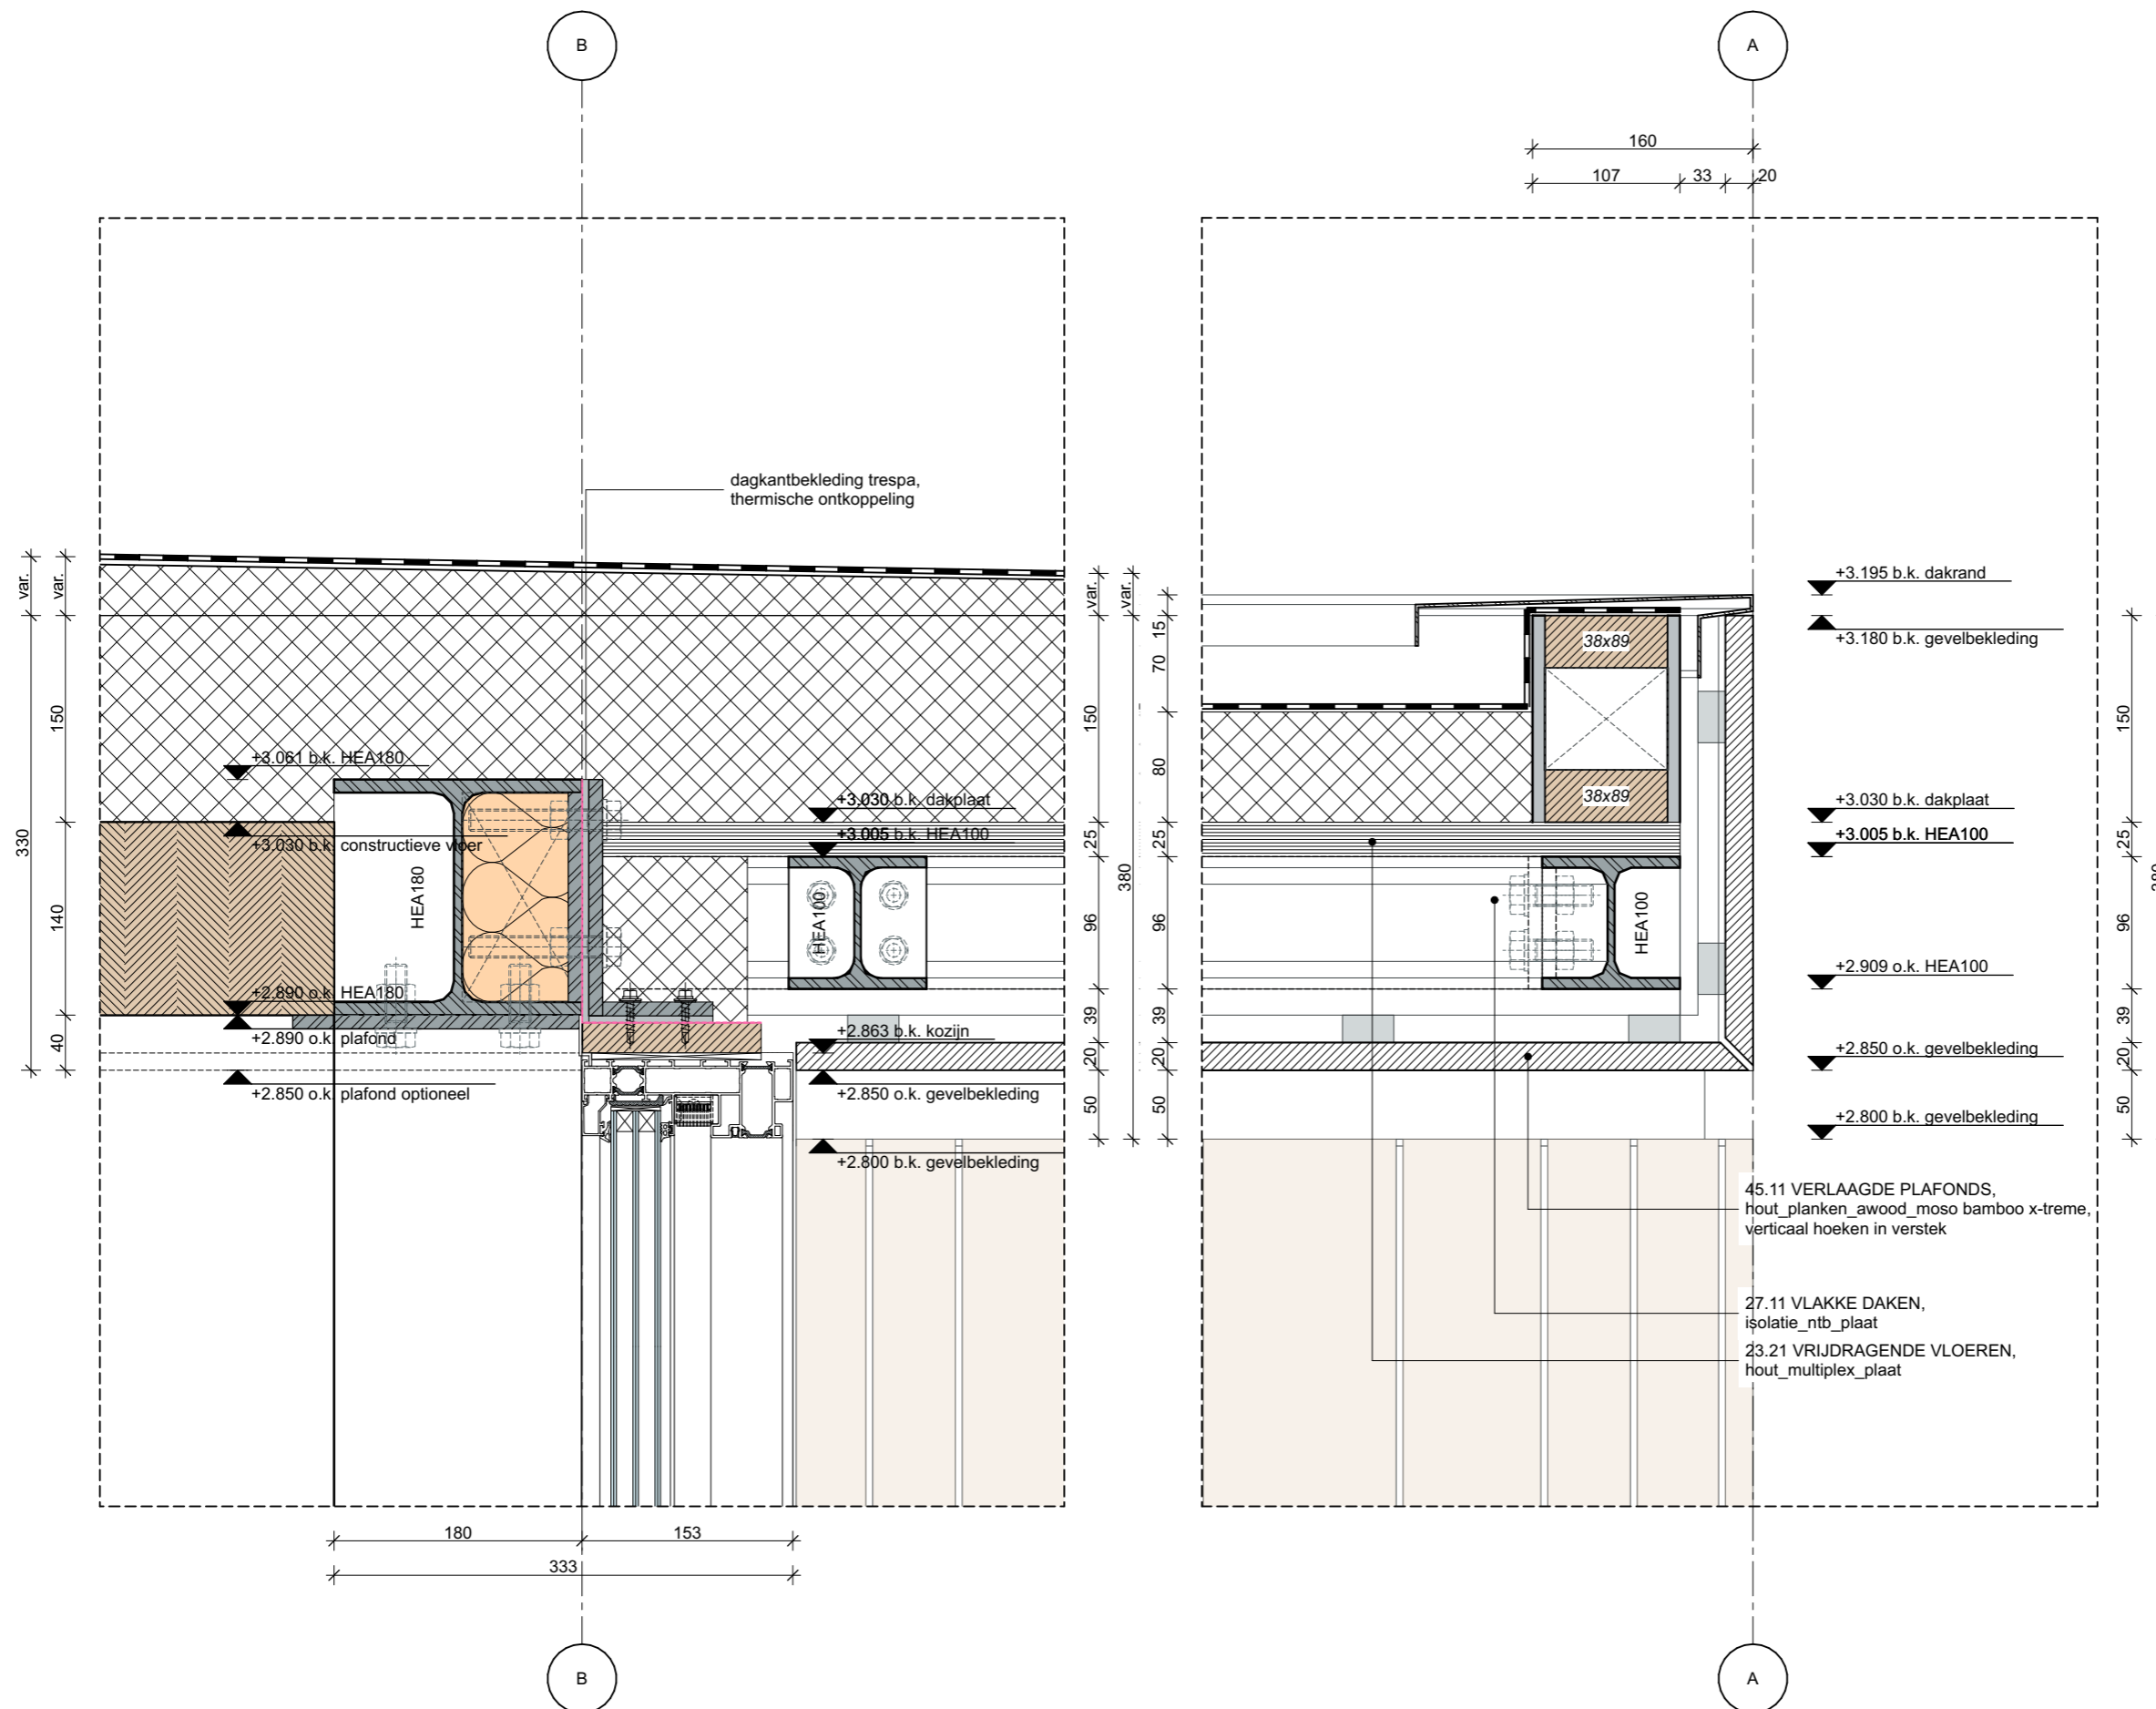 B
A
160
107
33
20
dagkantbekleding trespa,
thermische ontkoppeling
var.
var.
330
150
140
40
+3.061 b.k. HEA180
+3.030 b.k. constructieve vloer
HEA180
+2.890 o.k. HEA180
+2.890 o.k. plafond
+2.850 o.k. plafond optioneel
+3.030 b.k. dakplaat
+3.005 b.k. HEA100
HEA100
+2.863 b.k. kozijn
+2.850 o.k. gevelbekleding
+2.800 b.k. gevelbekleding
var.
var.
150
25
96
39
20
50
380
15
70
80
25
96
39
20
50
38x89
38x89
HEA100
+3.195 b.k. dakrand
+3.180 b.k. gevelbekleding
+3.030 b.k. dakplaat
+3.005 b.k. HEA100
+2.909 o.k. HEA100
+2.850 o.k. gevelbekleding
+2.800 b.k. gevelbekleding
150
25
96
39
20
50
45.11 VERLAAGDE PLAFONDS,
hout_planken_awood_moso bamboo x-treme,
verticaal hoeken in verstek
27.11 VLAKKE DAKEN,
isolatie_ntb_plaat
23.21 VRIJDRAGENDE VLOEREN,
hout_multiplex_plaat
180
153
333
B
A